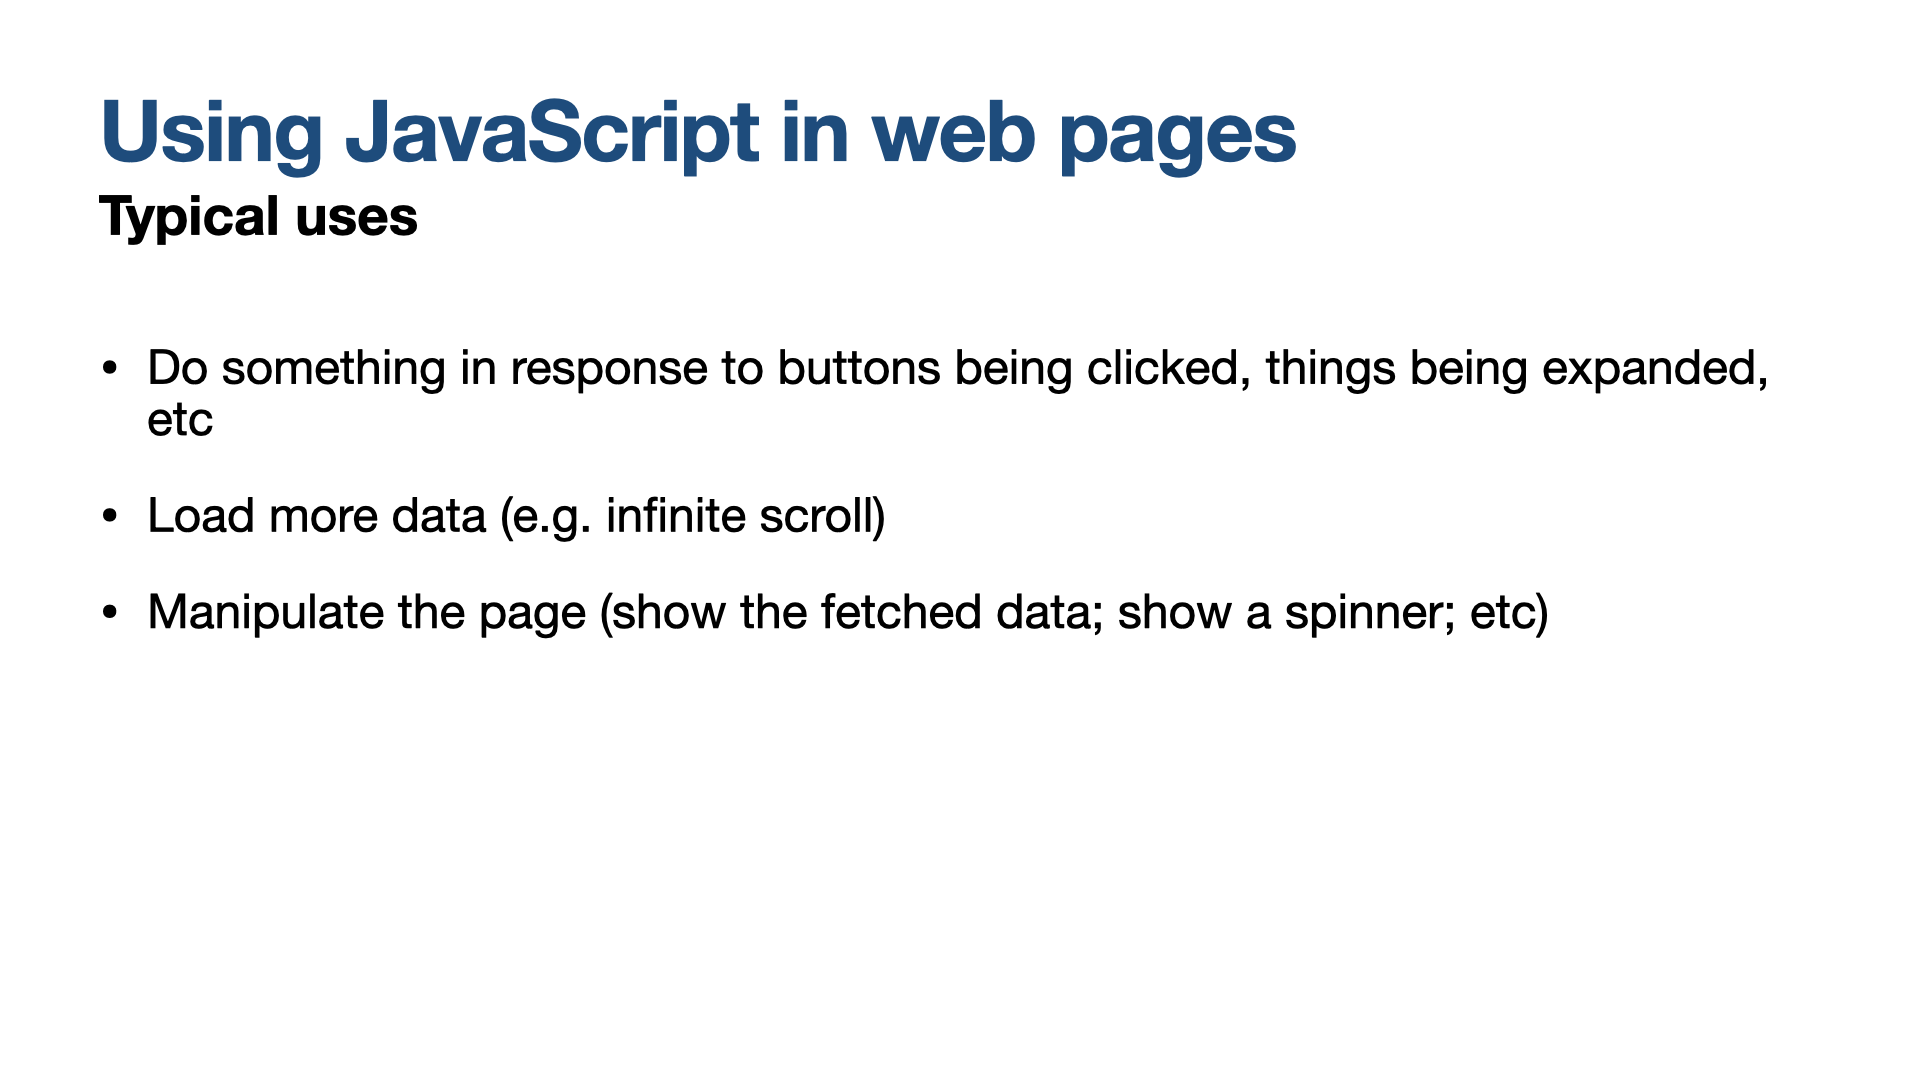 Using JavaScript in web pages
Typical uses
• Do something in response to buttons being clicked, things being expanded,
etc
• Load more data (e.g. infinite scroll)
• Manipulate the page (show the fetched data; show a spinner; etc)